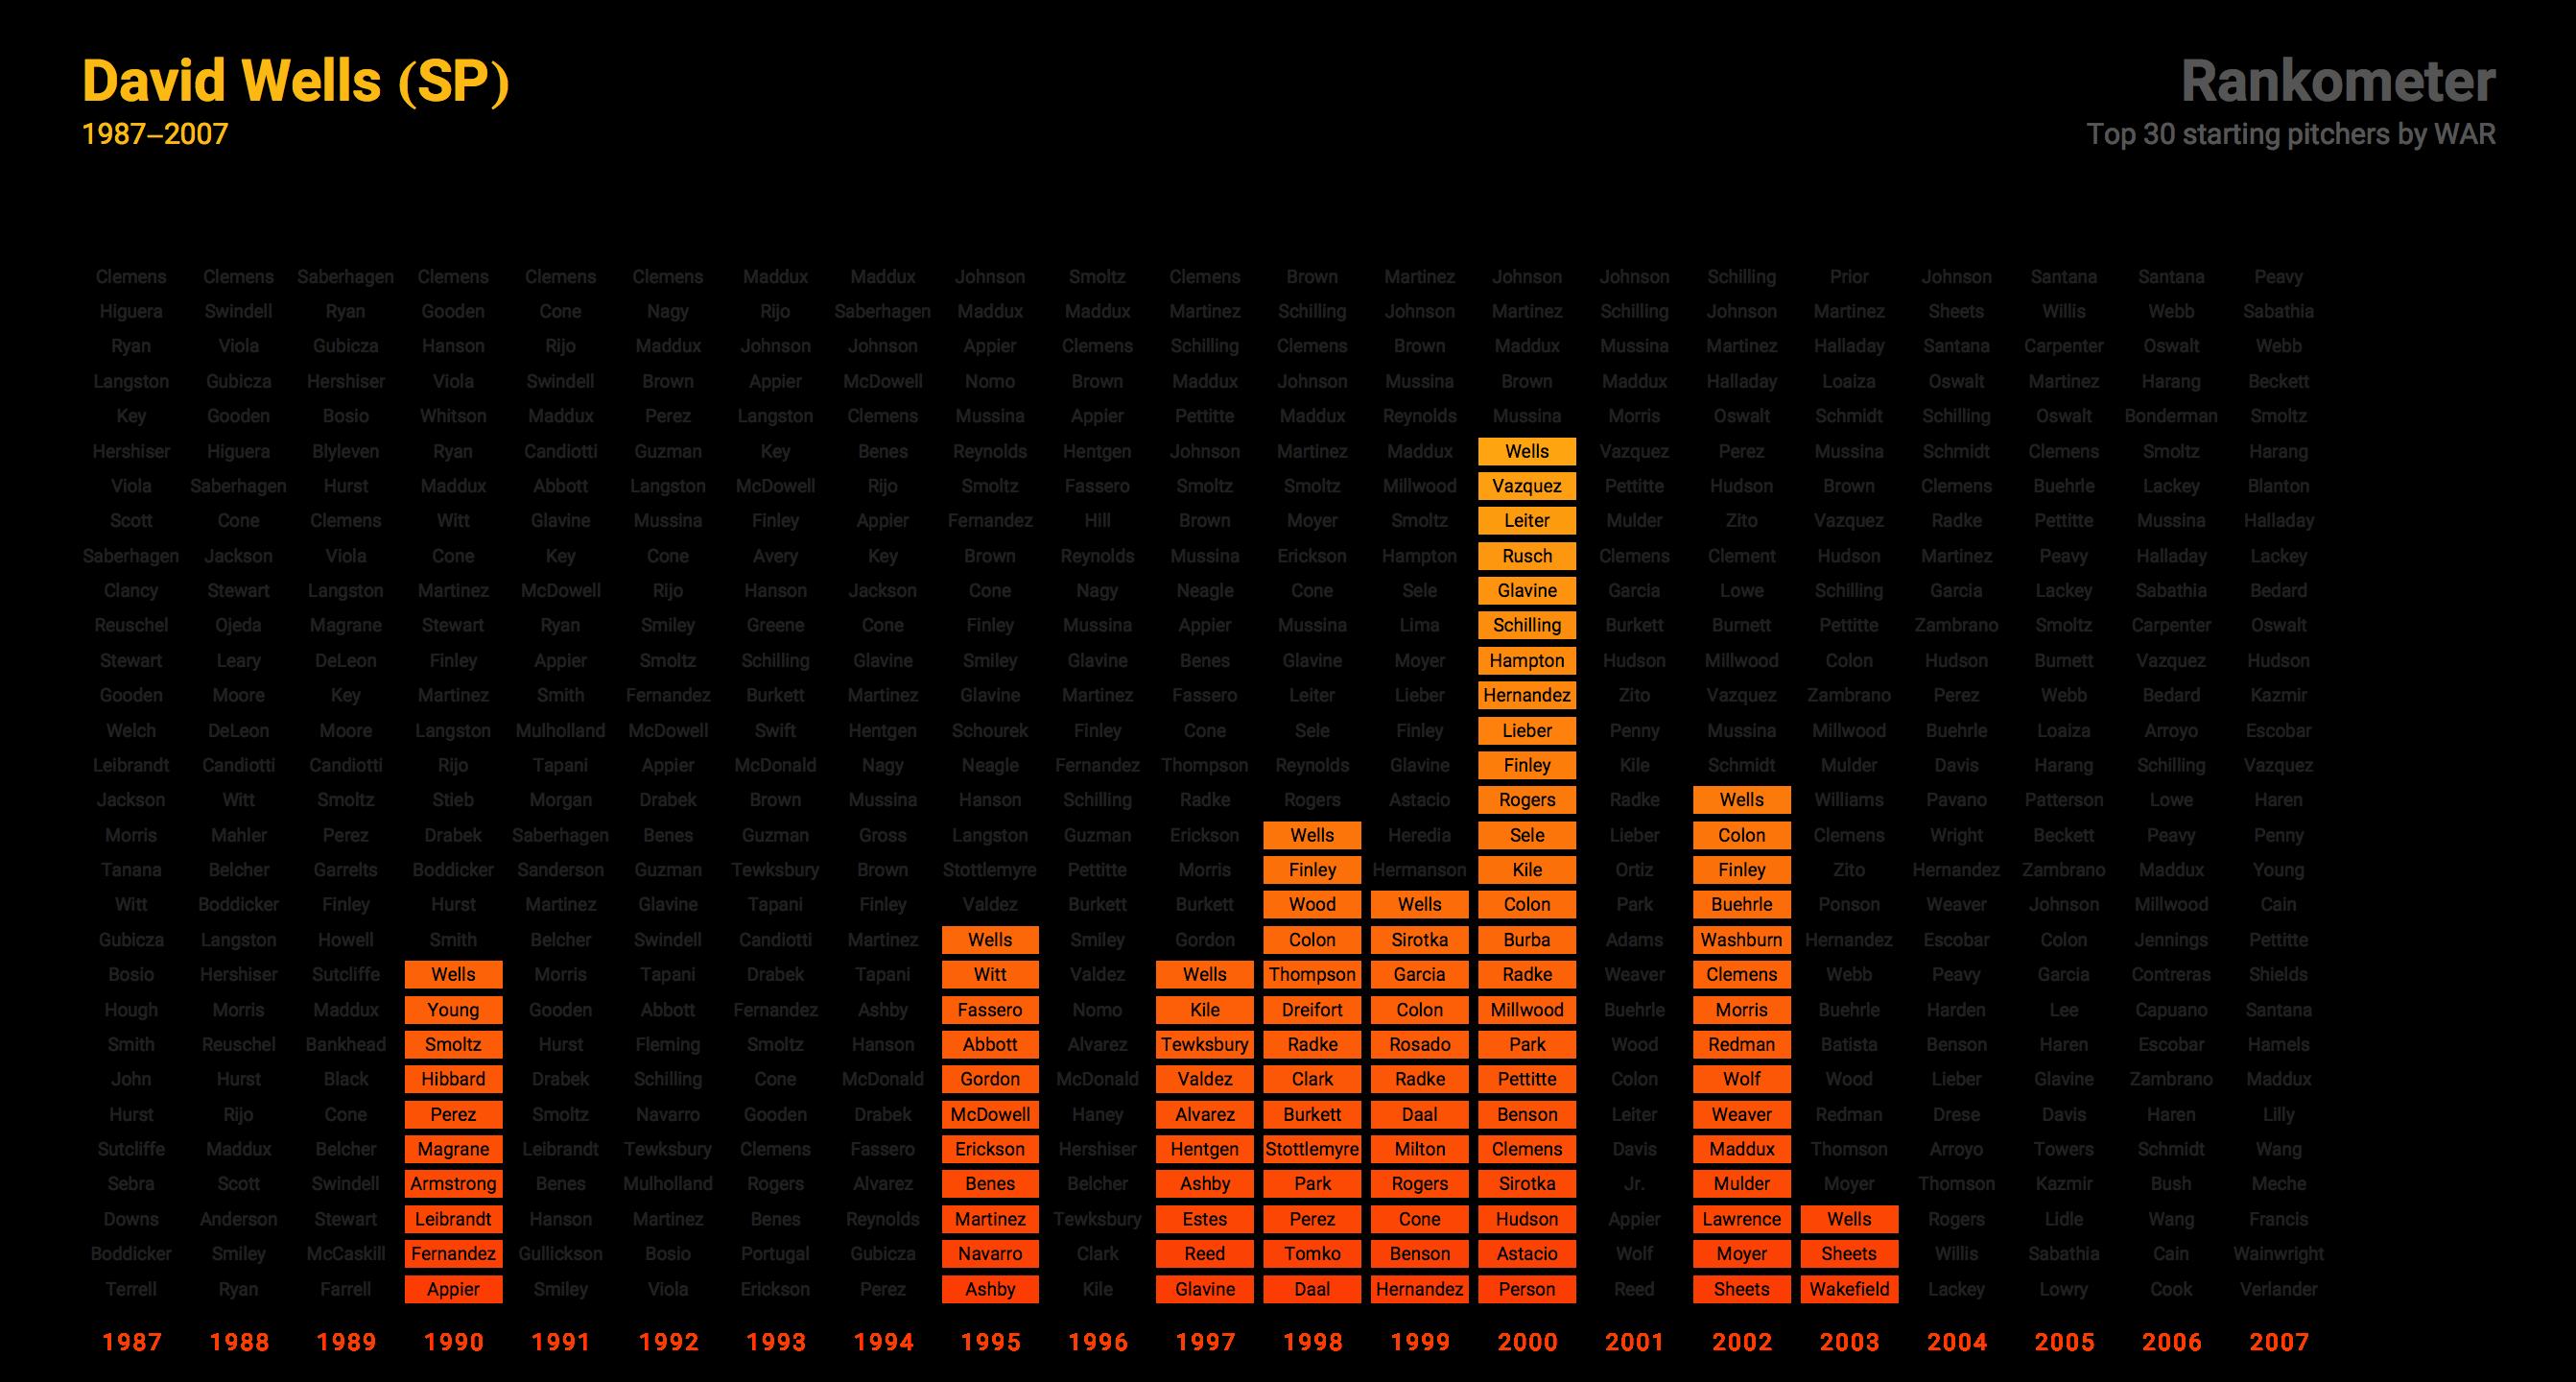 David Wells (SP)
1987–2007
Rankometer
Top 30 starting pitchers by WAR
Clemens Clemens Saberhagen Clemens Clemens Clemens Maddux Maddux Johnson Smoltz Clemens Brown Martinez Johnson Johnson Schilling Prior Johnson Santana Santana Peavy
Higuera Swindell Ryan Gooden Cone Nagy Rijo Saberhagen Maddux Maddux Martinez Schilling Johnson Martinez Schilling Johnson Martinez Sheets Willis Webb Sabathia
Ryan Viola Gubicza Hanson Rijo Maddux Johnson Johnson Appier Clemens Schilling Clemens Brown Maddux Mussina Martinez Halladay Santana Carpenter Oswalt Webb
Langston Gubicza Hershiser Viola Swindell Brown Appier McDowell Nomo Brown Maddux Johnson Mussina Brown Maddux Halladay Loaiza Oswalt Martinez Harang Beckett
Key Gooden Bosio Whitson Maddux Perez Langston Clemens Mussina Appier Pettitte Maddux Reynolds Mussina Morris Oswalt Schmidt Schilling Oswalt Bonderman Smoltz
Hershiser Higuera Blyleven Ryan Candiotti Guzman Key Benes Reynolds Hentgen Johnson Martinez Maddux Wells Vazquez Perez Mussina Schmidt Clemens Smoltz Harang
Viola Saberhagen Hurst Maddux Abbott Langston McDowell Rijo Smoltz Fassero Smoltz Smoltz Millwood Vazquez Pettitte Hudson Brown Clemens Buehrle Lackey Blanton
Scott Cone Clemens Witt Glavine Mussina Finley Appier Fernandez Hill Brown Moyer Smoltz Leiter Mulder Zito Vazquez Radke Pettitte Mussina Halladay
Saberhagen Jackson Viola Cone Key Cone Avery Key Brown Reynolds Mussina Erickson Hampton Rusch Clemens Clement Hudson Martinez Peavy Halladay Lackey
Clancy Stewart Langston Martinez McDowell Rijo Hanson Jackson Cone Nagy Neagle Cone Sele Glavine Garcia Lowe Schilling Garcia Lackey Sabathia Bedard
Reuschel Ojeda Magrane Stewart Ryan Smiley Greene Cone Finley Mussina Appier Mussina Lima Schilling Burkett Burnett Pettitte Zambrano Smoltz Carpenter Oswalt
Stewart Leary DeLeon Finley Appier Smoltz Schilling Glavine Smiley Glavine Benes Glavine Moyer Hampton Hudson Millwood Colon Hudson Burnett Vazquez Hudson
Gooden Moore Key Martinez Smith Fernandez Burkett Martinez Glavine Martinez Fassero Leiter Lieber Hernandez Zito Vazquez Zambrano Perez Webb Bedard Kazmir
Welch DeLeon Moore Langston Mulholland McDowell Swift Hentgen Schourek Finley Cone Sele Finley Lieber Penny Mussina Millwood Buehrle Loaiza Arroyo Escobar
Leibrandt Candiotti Candiotti Rijo Tapani Appier McDonald Nagy Neagle Fernandez Thompson Reynolds Glavine Finley Kile Schmidt Mulder Davis Harang Schilling Vazquez
Jackson Witt Smoltz Stieb Morgan Drabek Brown Mussina Hanson Schilling Radke Rogers Astacio Rogers Radke Wells Williams Pavano Patterson Lowe Haren
Morris Mahler Perez Drabek Saberhagen Benes Guzman Gross Langston Guzman Erickson Wells Heredia Sele Lieber Colon Clemens Wright Beckett Peavy Penny
Tanana Belcher Garrelts Boddicker Sanderson Guzman Tewksbury Brown Stottlemyre Pettitte Morris Finley Hermanson Kile Ortiz Finley Zito Hernandez Zambrano Maddux Young
Witt Boddicker Finley Hurst Martinez Glavine Tapani Finley Valdez Burkett Burkett Wood Wells Colon Park Buehrle Ponson Weaver Johnson Millwood Cain
Gubicza Langston Howell Smith Belcher Swindell Candiotti Martinez Wells Smiley Gordon Colon Sirotka Burba Adams Washburn Hernandez Escobar Colon Jennings Pettitte
Bosio Hershiser Sutcliffe Wells Morris Tapani Drabek Tapani Witt Valdez Wells Thompson Garcia Radke Weaver Clemens Webb Peavy Garcia Contreras Shields
Hough Morris Maddux Young Gooden Abbott Fernandez Ashby Fassero Nomo Kile Dreifort Colon Millwood Buehrle Morris Buehrle Harden Lee Capuano Santana
Smith Reuschel Bankhead Smoltz Hurst Fleming Smoltz Hanson Abbott Alvarez Tewksbury Radke Rosado Park Wood Redman Batista Benson Haren Escobar Hamels
John Hurst Black Hibbard Drabek Schilling Cone McDonald Gordon McDonald Valdez Clark Radke Pettitte Colon Wolf Wood Lieber Glavine Zambrano Maddux
Hurst Rijo Cone Perez Smoltz Navarro Gooden Drabek McDowell Haney Alvarez Burkett Daal Benson Leiter Weaver Redman Drese Davis Haren Lilly
Sutcliffe Maddux Belcher Magrane Leibrandt Tewksbury Clemens Fassero Erickson Hershiser Hentgen Stottlemyre Milton Clemens Davis Maddux Thomson Arroyo Towers Schmidt Wang
Sebra Scott Swindell Armstrong Benes Mulholland Rogers Alvarez Benes Belcher Ashby Park Rogers Sirotka Jr. Mulder Moyer Thomson Kazmir Bush Meche
Downs Anderson Stewart Leibrandt Hanson Martinez Benes Reynolds Martinez Tewksbury Estes Perez Cone Hudson Appier Lawrence Wells Rogers Lidle Wang Francis
Boddicker Smiley McCaskill Fernandez Gullickson Bosio Portugal Gubicza Navarro Clark Reed Tomko Benson Astacio Wolf Moyer Sheets Willis Sabathia Cain Wainwright
Terrell Ryan Farrell Appier Smiley Viola Erickson Perez Ashby Kile Glavine Daal Hernandez Person Reed Sheets Wakefield Lackey Lowry Cook Verlander
1987 1988 1989 1990 1991 1992 1993 1994 1995 1996 1997 1998 1999 2000 2001 2002 2003 2004 2005 2006 2007